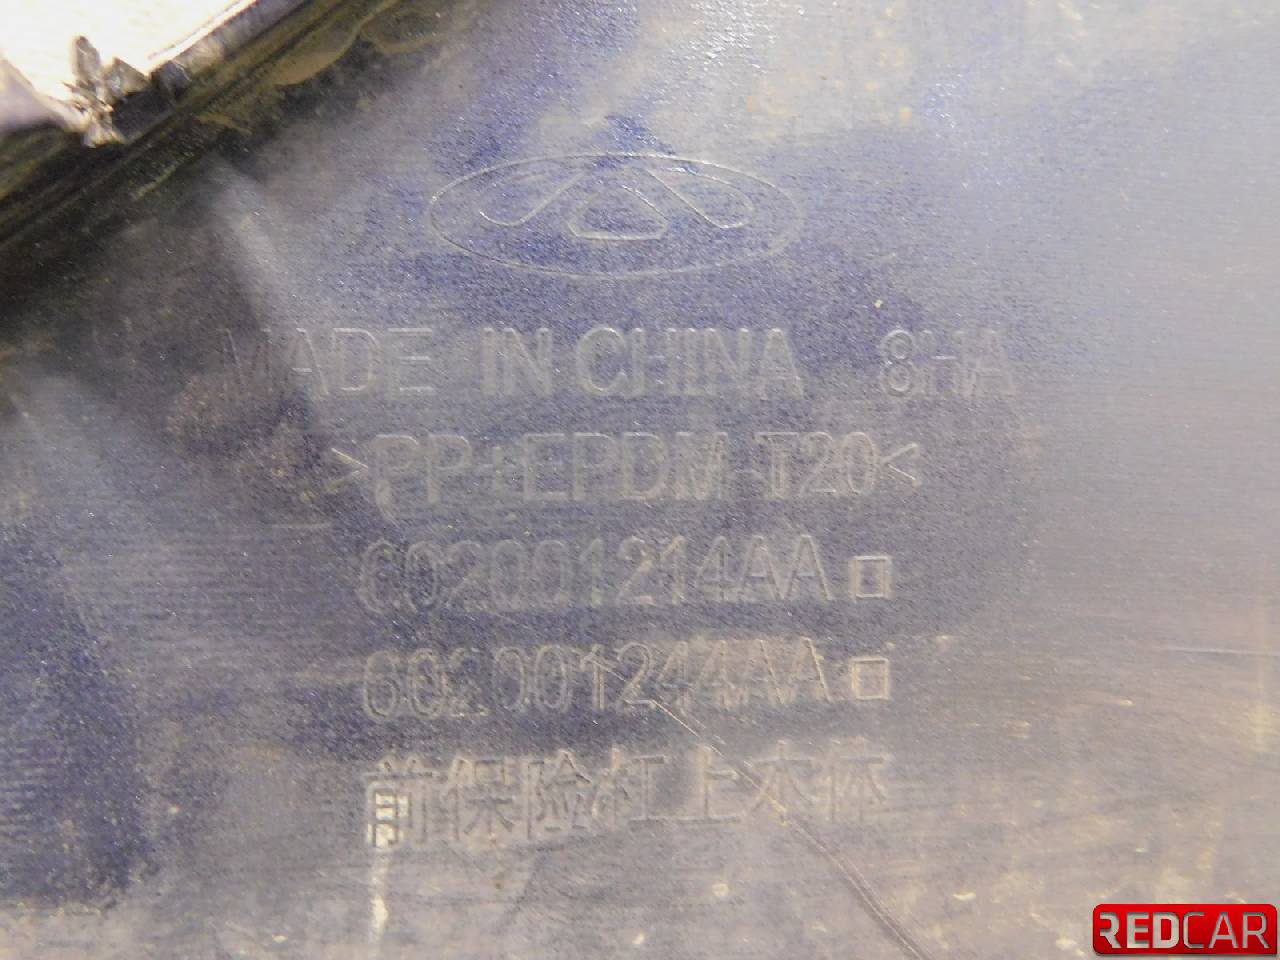 MADE IN CHINA 8HA
>PP+EPDM-T20<
602001214AA
602001244AA
前保险杠上本体
REDCAR